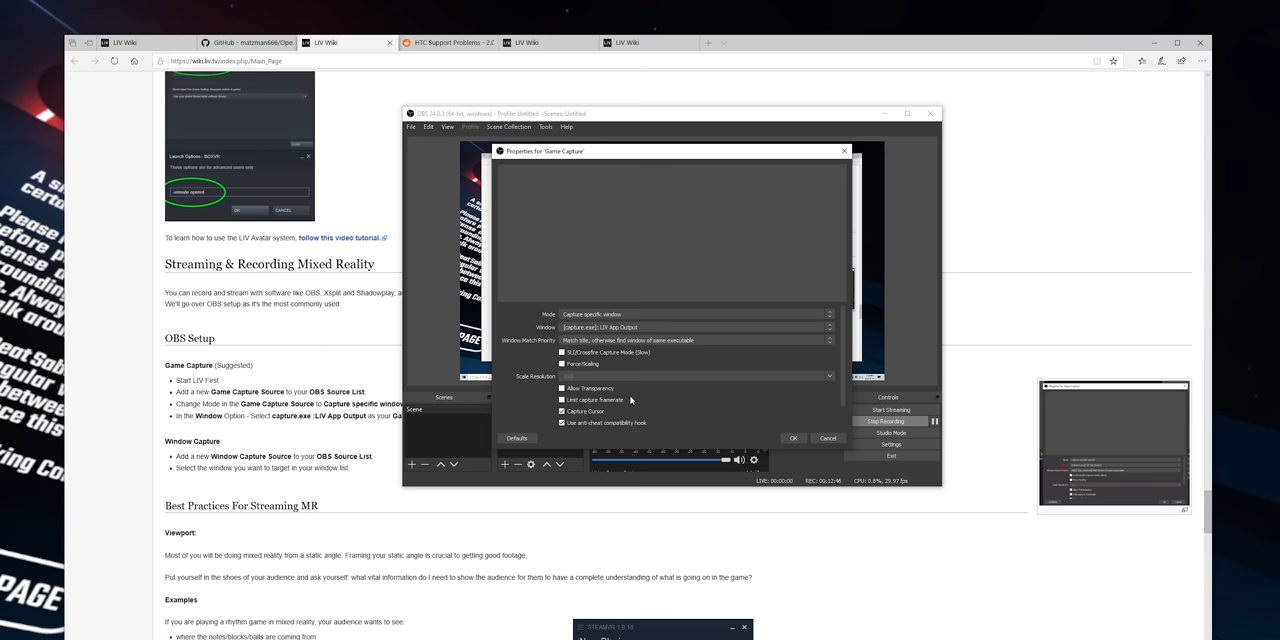 LIV Wiki
GitHub - matzman666/Ope
LIV Wiki
HTC Support Problems - 2.0
LIV Wiki
LIV Wiki
https://wiki.liv.tv/index.php/Main_Page
Launch Options - BOXVR
These options are for advanced users only
OK
CANCEL
To learn how to use the LIV Avatar system, follow this video tutorial.
Streaming & Recording Mixed Reality
You can record and stream with software like OBS, Xsplit and Shadowplay,
We'll go over OBS setup as it's the most commonly used.
OBS Setup
Game Capture (Suggested)
Start LIV First
Add a new Game Capture Source to your OBS Source List.
Change Mode in the Game Capture Source to Capture specific window
In the Window Option - Select capture.exe :LIV App Output as your Ga
Window Capture
Add a new Window Capture Source to your OBS Source List.
Select the window you want to target in your window list.
Best Practices For Streaming MR
Viewport:
Most of you will be doing mixed reality from a static angle. Framing your static angle is crucial to getting good footage.
Put yourself in the shoes of your audience and ask yourself. what vital information do I need to show the audience for them to have a complete understanding of what is going on in the game?
Examples
If you are playing a rhythm game in mixed reality, your audience wants to see:
where the notes/blocks/balls are coming from
OBS 24.0.3 (64-bit, windows) - Profile: Untitled - Scenes: Untitled
File Edit View Profile Scene Collection Tools Help
Properties for 'Game Capture'
Mode Capture specific window
Window [capture.exe]: LIV App Output
Window Match Priority Match title, otherwise find window of same executable
SLI/Crossfire Capture Mode (Slow)
Force Scaling
Scale Resolution
Allow Transparency
Limit capture framerate
Capture Cursor
Use anti-cheat compatibility hook
Defaults
OK
Cancel
Scenes
Scene
Controls
Start Streaming
Stop Recording
Studio Mode
Settings
Exit
LIVE: 00:00:00
REC: 00:12:46
CPU: 0.8%, 29.97 fps
STEAMVR 1.9.15
PAGE